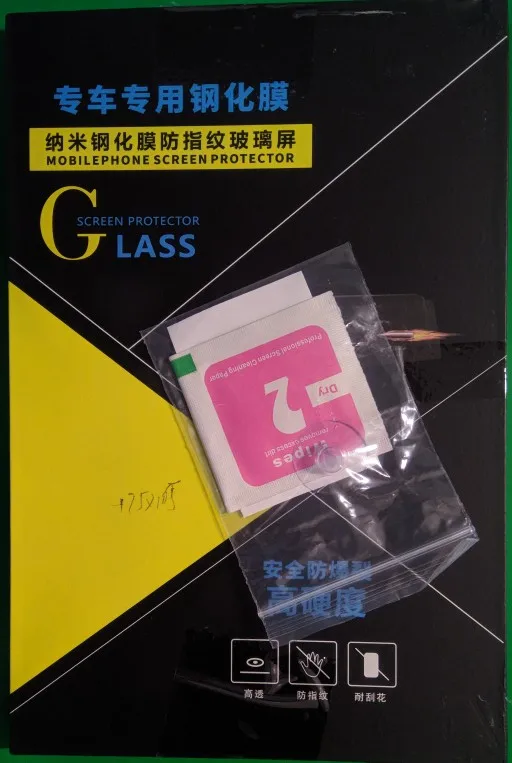 专车专用钢化膜
纳米钢化膜防指纹玻璃屏
MOBILEPHONE SCREEN PROTECTOR
GLASS
SCREEN PROTECTOR
Wipes
removes Loose dirt
Dry
2
Professional Screen Cleaning Paper
安全防爆裂
高硬度
高透
防指纹
耐刮花